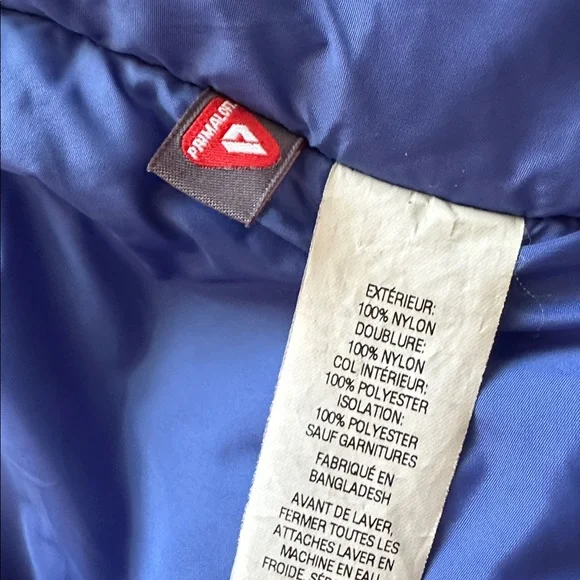 PRIMALOFT
EXTÉRIEUR:
100% NYLON
DOUBLURE:
100% NYLON
COL INTÉRIEUR:
100% POLYESTER
ISOLATION:
100% POLYESTER
SAUF GARNITURES
FABRIQUÉ EN
BANGLADESH
AVANT DE LAVER,
FERMER TOUTES LES
ATTACHES LAVER EN
MACHINE EN EAU
FROIDE,